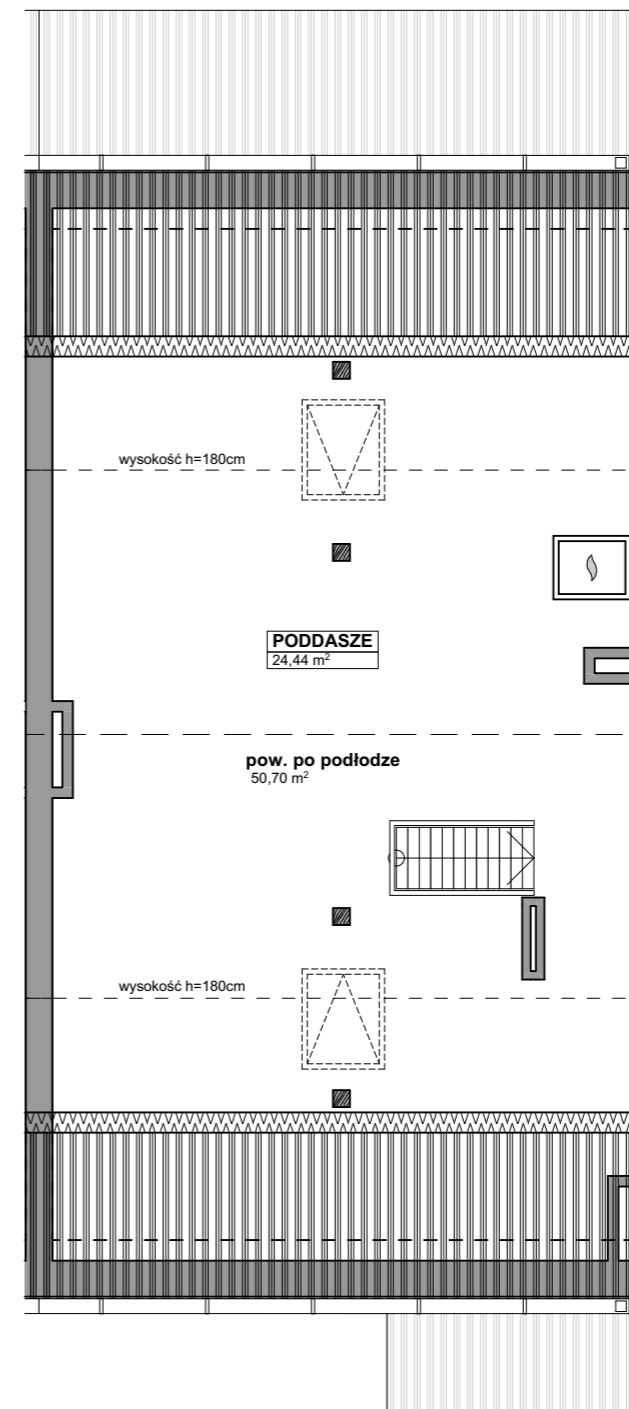 wysokość h=180cm
PODDASZE
24,44 m²
pow. po podłodze
50,70 m²
wysokość h=180cm